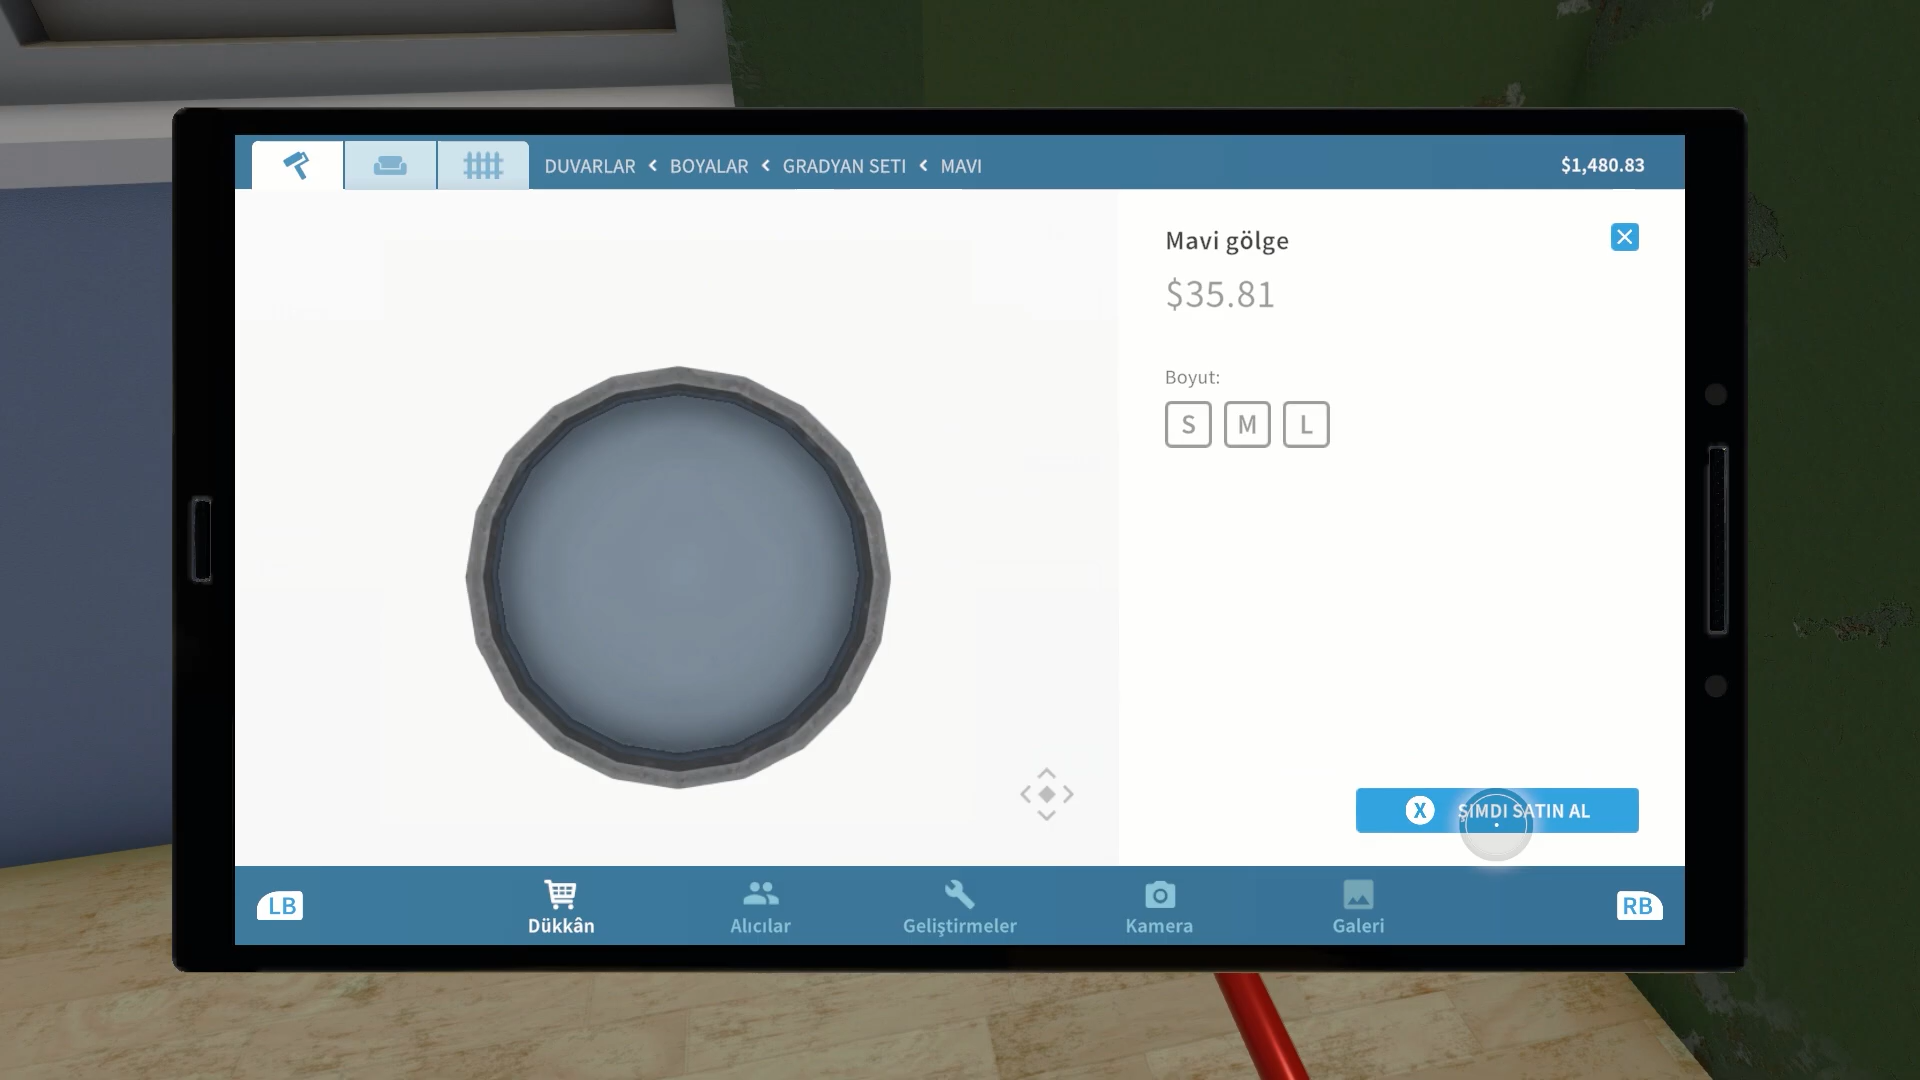 DUVARLAR < BOYALAR < GRADYAN SETI < MAVI
$1,480.83
Mavi gölge
$35.81
Boyut:
S M L
X ŞIMDI SATIN AL
LB
Dükkân
Alıcılar
Geliştirmeler
Kamera
Galeri
RB